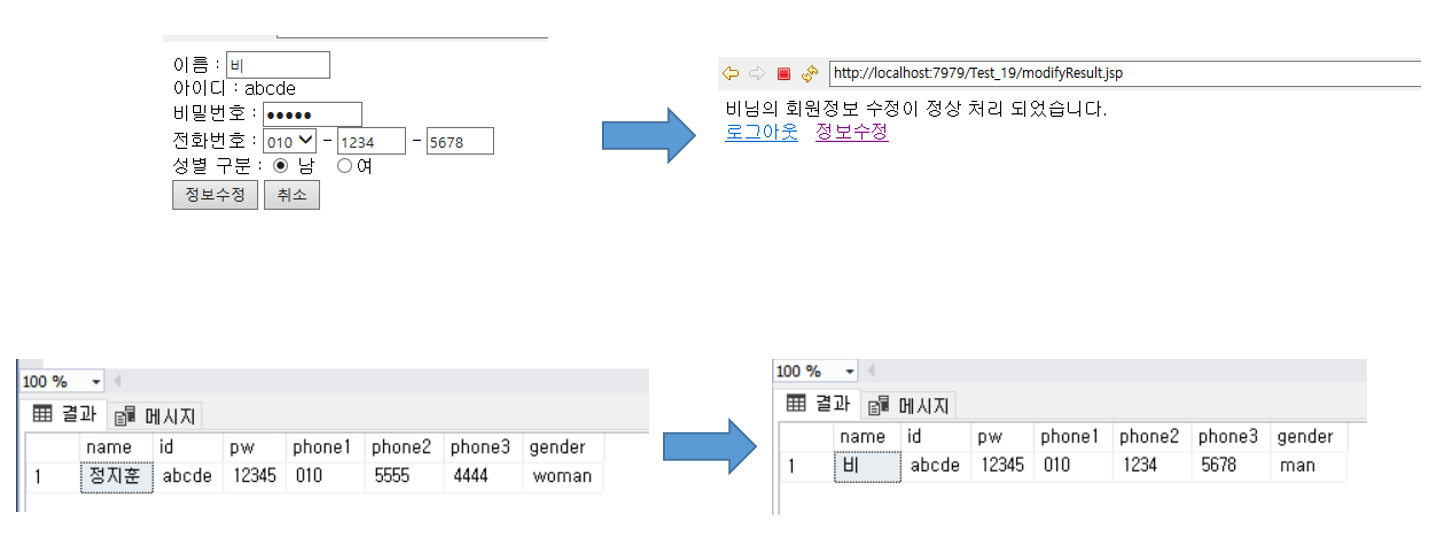 이름 : 비
아이디 : abcde
비밀번호 : •••••
전화번호 : 010 - 1234 - 5678
성별 구분 : 남 여
정보수정 취소
http://localhost:7979/Test_19/modifyResult.jsp
비님의 회원정보 수정이 정상 처리 되었습니다.
로그아웃 정보수정
100 %
결과 메시지
name id pw phone1 phone2 phone3 gender
1 정지훈 abcde 12345 010 5555 4444 woman
100 %
결과 메시지
name id pw phone1 phone2 phone3 gender
1 비 abcde 12345 010 1234 5678 man